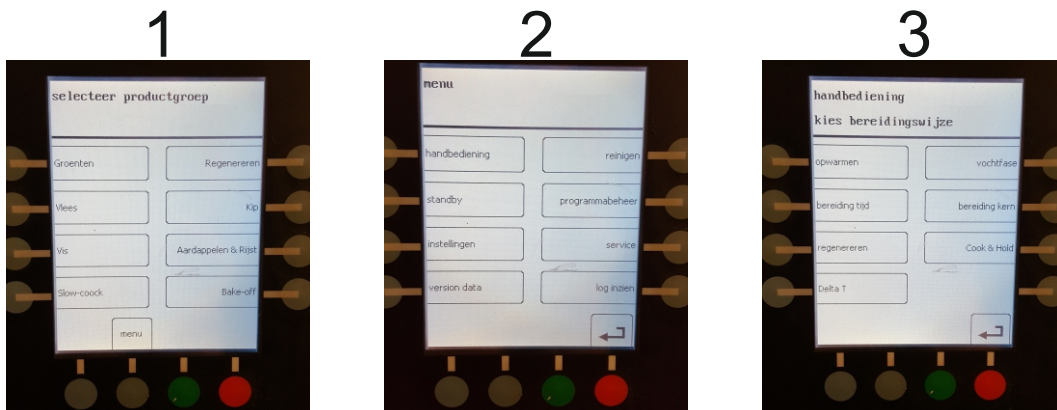 1
selecteer productgroep
Groenten
Regenereren
Vlees
Kip
Vis
Aardappelen & Rijst
Slow-coock
Bake-off
menu
2
menu
handbediening
reinigen
standby
programmabeheer
instellingen
service
version data
log inzien
3
handbediening
kies bereidingswijze
opwarmen
vochtfase
bereiding tijd
bereiding kern
regenereren
Cook & Hold
Delta T